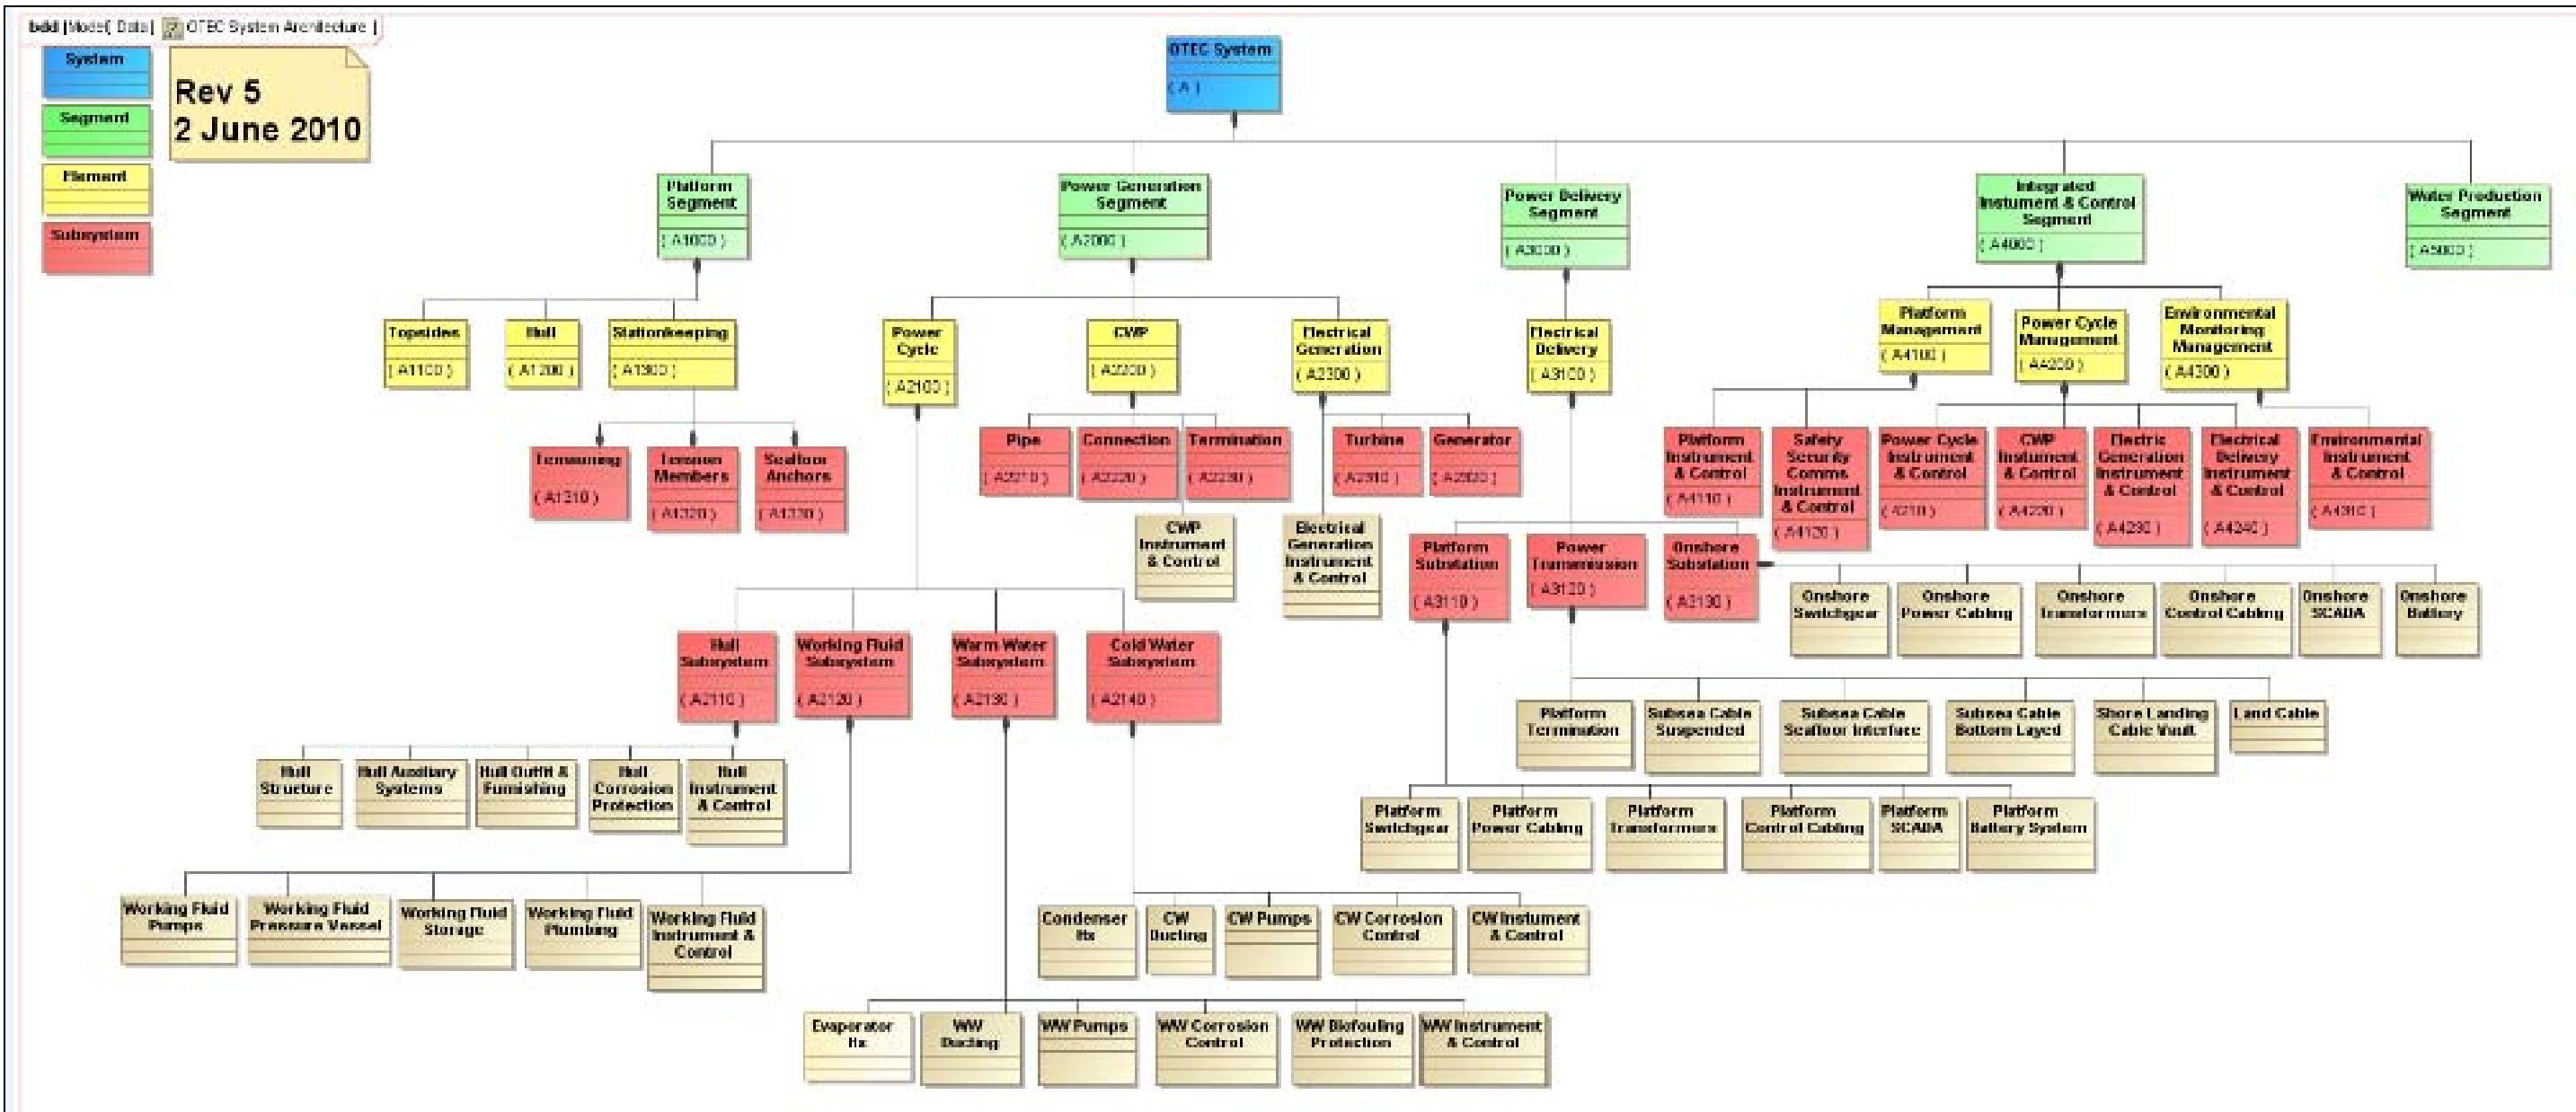 bdd [Model] Data] OTEC System Architecture ]
System
Segment
Element
Subsystem
Rev 5
2 June 2010
OTEC System
( A )
Platform
Segment
( A1000 )
Power Generation
Segment
( A2000 )
Power Delivery
Segment
( A3000 )
Integrated
Instument & Control
Segment
( A4000 )
Water Production
Segment
( A5000 )
Topsides
( A1100 )
Hull
( A1200 )
Stationkeeping
( A1300 )
Power
Cycle
( A2100 )
CWP
( A2200 )
Electrical
Generation
( A2300 )
Electrical
Delivery
( A3100 )
Platform
Management
( A4100 )
Power Cycle
Management
( A4200 )
Environmental
Monitoring
Management
( A4300 )
Tensioning
( A1310 )
Tension
Members
( A1320 )
Seafloor
Anchors
( A1330 )
Pipe
( A2210 )
Connection
( A2220 )
Termination
( A2230 )
Turbine
( A2310 )
Generator
( A2320 )
Platform
Instrument
& Control
( A4110 )
Safety
Security
Comms
Instrument
& Control
( A4120 )
Power Cycle
Instrument
& Control
( 4210 )
CWP
Instument
& Control
( A4220 )
Electric
Generation
Instrument
& Control
( A4230 )
Electrical
Delivery
Instrument
& Control
( A4240 )
Environmental
Instrument
& Control
( A4310 )
CWP
Instrument
& Control
Electrical
Generation
Instrument
& Control
Platform
Substation
( A3110 )
Power
Transmission
( A3120 )
Onshore
Substation
( A3130 )
Onshore
Switchgear
Onshore
Power Cabling
Onshore
Transformers
Onshore
Control Cabling
Onshore
SCADA
Onshore
Battery
Hull
Subsystem
( A2110 )
Working Fluid
Subsystem
( A2120 )
Warm Water
Subsystem
( A2130 )
Cold Water
Subsystem
( A2140 )
Platform
Termination
Subsea Cable
Suspended
Subsea Cable
Seafloor Interface
Subsea Cable
Bottom Layed
Shore Landing
Cable Vault
Land Cable
Hull
Structure
Hull Auxiliary
Systems
Hull Outfit &
Furnishing
Hull
Corrosion
Protection
Hull
Instrument
& Control
Platform
Switchgear
Platform
Power Cabling
Platform
Transformers
Platform
Control Cabling
Platform
SCADA
Platform
Battery System
Working Fluid
Pumps
Working Fluid
Pressure Vessel
Working Fluid
Storage
Working Fluid
Plumbing
Working Fluid
Instrument &
Control
Condenser
Hx
CW
Ducting
CW Pumps
CW Corrosion
Control
CW Instument
& Control
Evaporator
Hx
WW
Ducting
WW Pumps
WW Corrosion
Control
WW Biofouling
Protection
WW Instrument
& Control